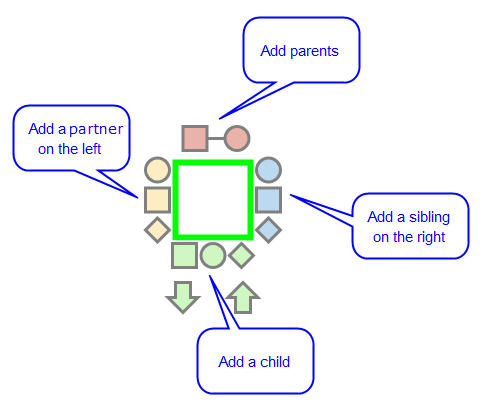 Add parents
Add a partner
on the left
Add a sibling
on the right
Add a child